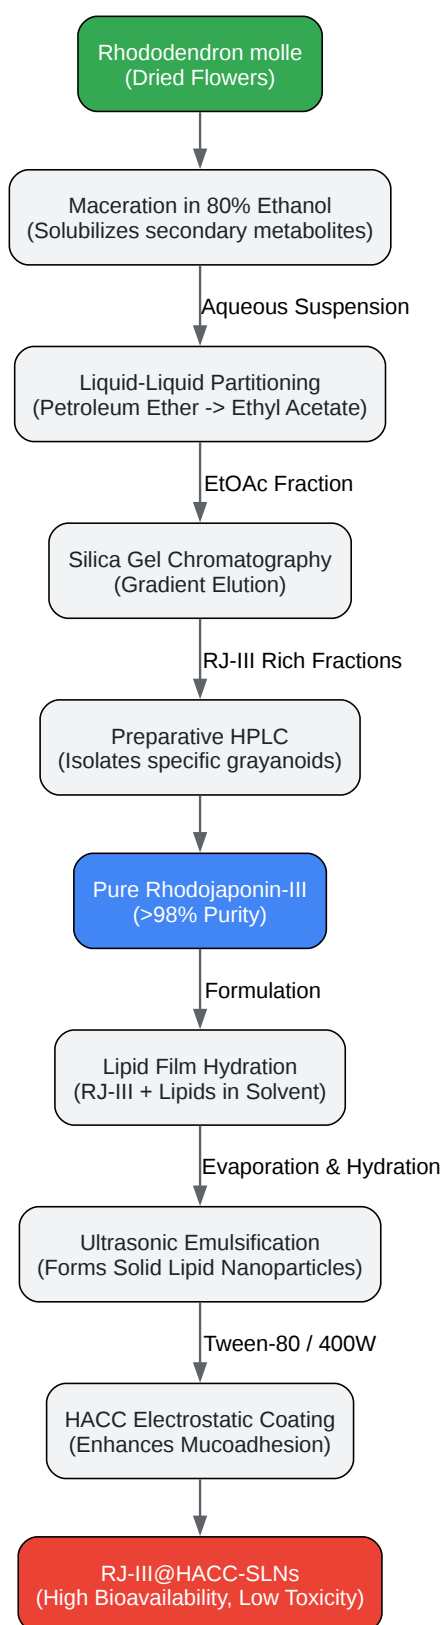 Rhododendron molle
(Dried Flowers)
Maceration in 80% Ethanol
(Solubilizes secondary metabolites)
Aqueous Suspension
Liquid-Liquid Partitioning
(Petroleum Ether -> Ethyl Acetate)
EtOAc Fraction
Silica Gel Chromatography
(Gradient Elution)
RJ-III Rich Fractions
Preparative HPLC
(Isolates specific grayanoids)
Pure Rhodojaponin-III
(>98% Purity)
Formulation
Lipid Film Hydration
(RJ-III + Lipids in Solvent)
Evaporation & Hydration
Ultrasonic Emulsification
(Forms Solid Lipid Nanoparticles)
Tween-80 / 400W
HACC Electrostatic Coating
(Enhances Mucoadhesion)
RJ-III@HACC-SLNs
(High Bioavailability, Low Toxicity)